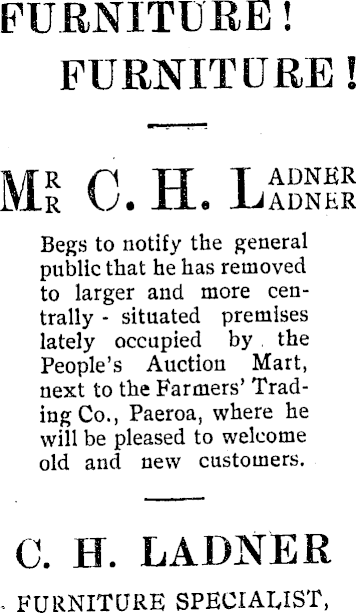 FURNITURE!
FURNITURE!
MR C. H. LADNER
MR C. H. LADNER
Begs to notify the general
public that he has removed
to larger and more cen-
trally - situated premises
lately occupied by the
People's Auction Mart,
next to the Farmers' Trad-
ing Co., Paeroa, where he
will be pleased to welcome
old and new customers.
C. H. LADNER
FURNITURE SPECIALIST,